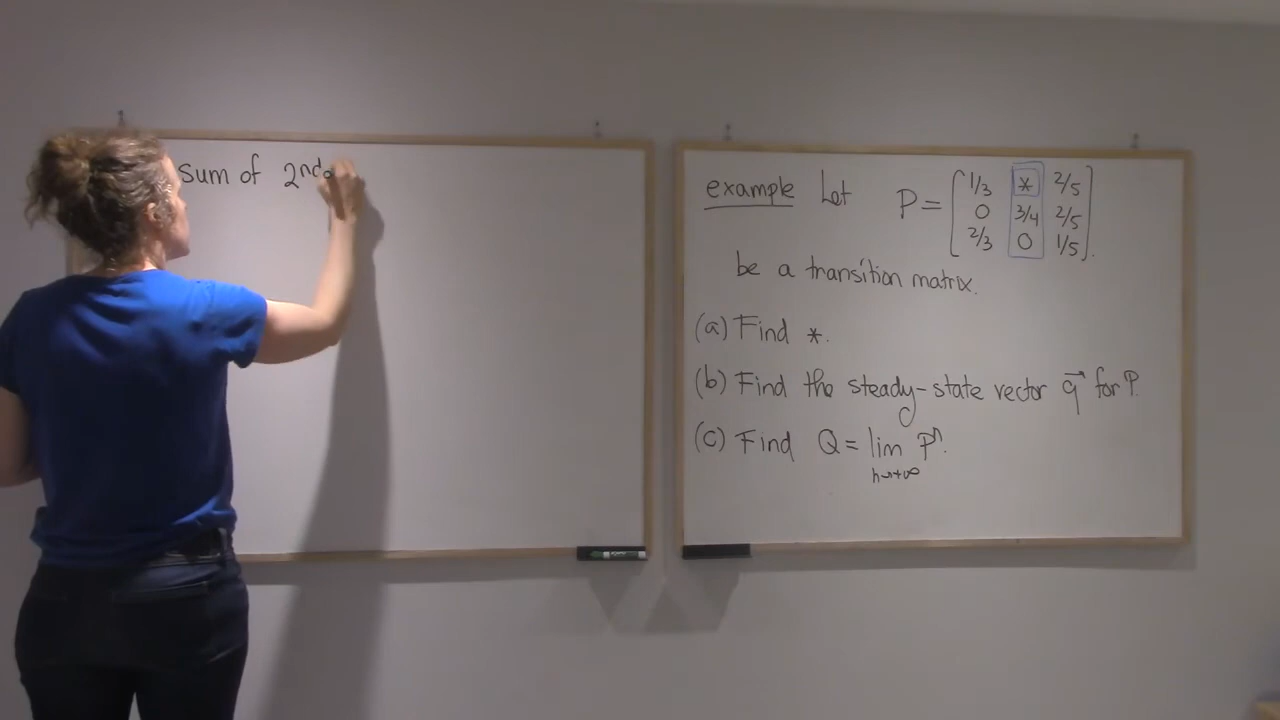 sum of 2nd
example Let P = [ 1/3 * 2/5
0 3/4 2/5
2/3 0 1/5 ].
be a transition matrix.
(a) Find *.
(b) Find the steady-state vector q⃗ for P.
(c) Find Q = lim Pⁿ.
n→+∞